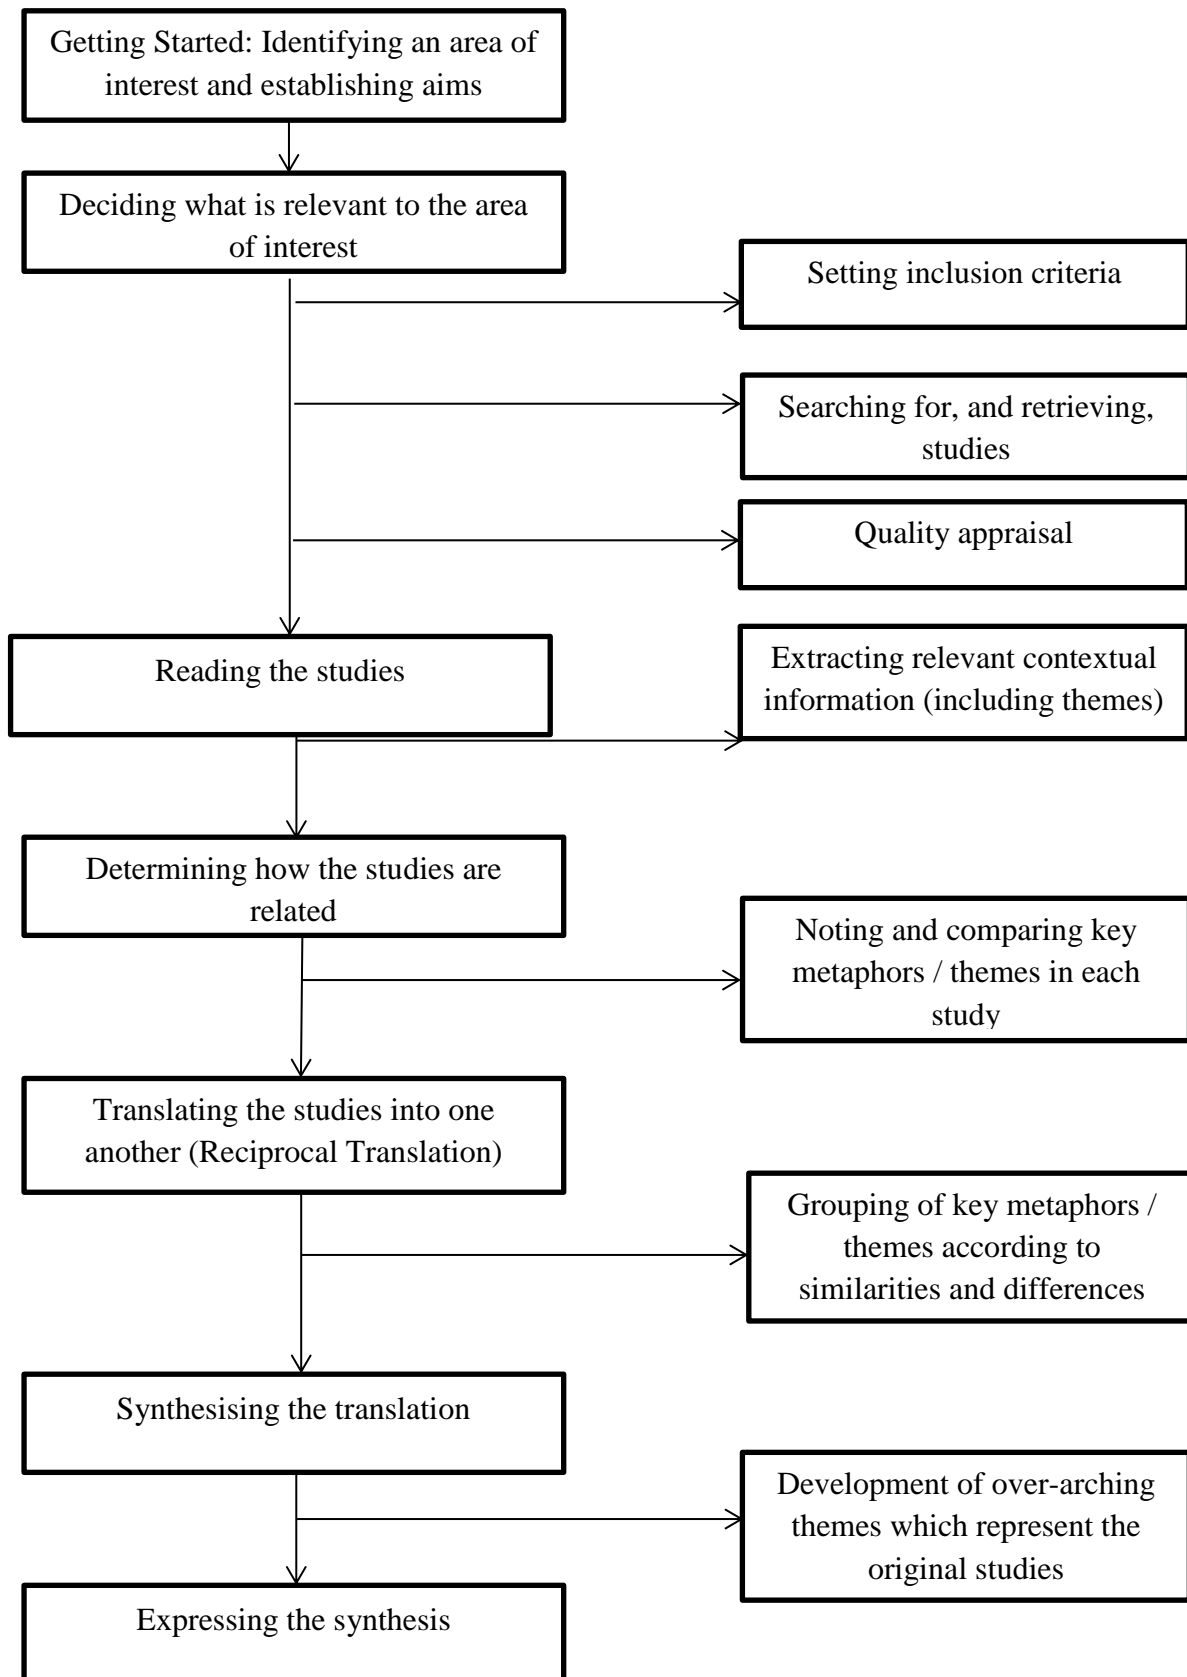 Getting Started: Identifying an area of
interest and establishing aims
Deciding what is relevant to the area
of interest
Setting inclusion criteria
Searching for, and retrieving,
studies
Quality appraisal
Reading the studies
Extracting relevant contextual
information (including themes)
Determining how the studies are
related
Noting and comparing key
metaphors / themes in each
study
Translating the studies into one
another (Reciprocal Translation)
Grouping of key metaphors /
themes according to
similarities and differences
Synthesising the translation
Development of over-arching
themes which represent the
original studies
Expressing the synthesis